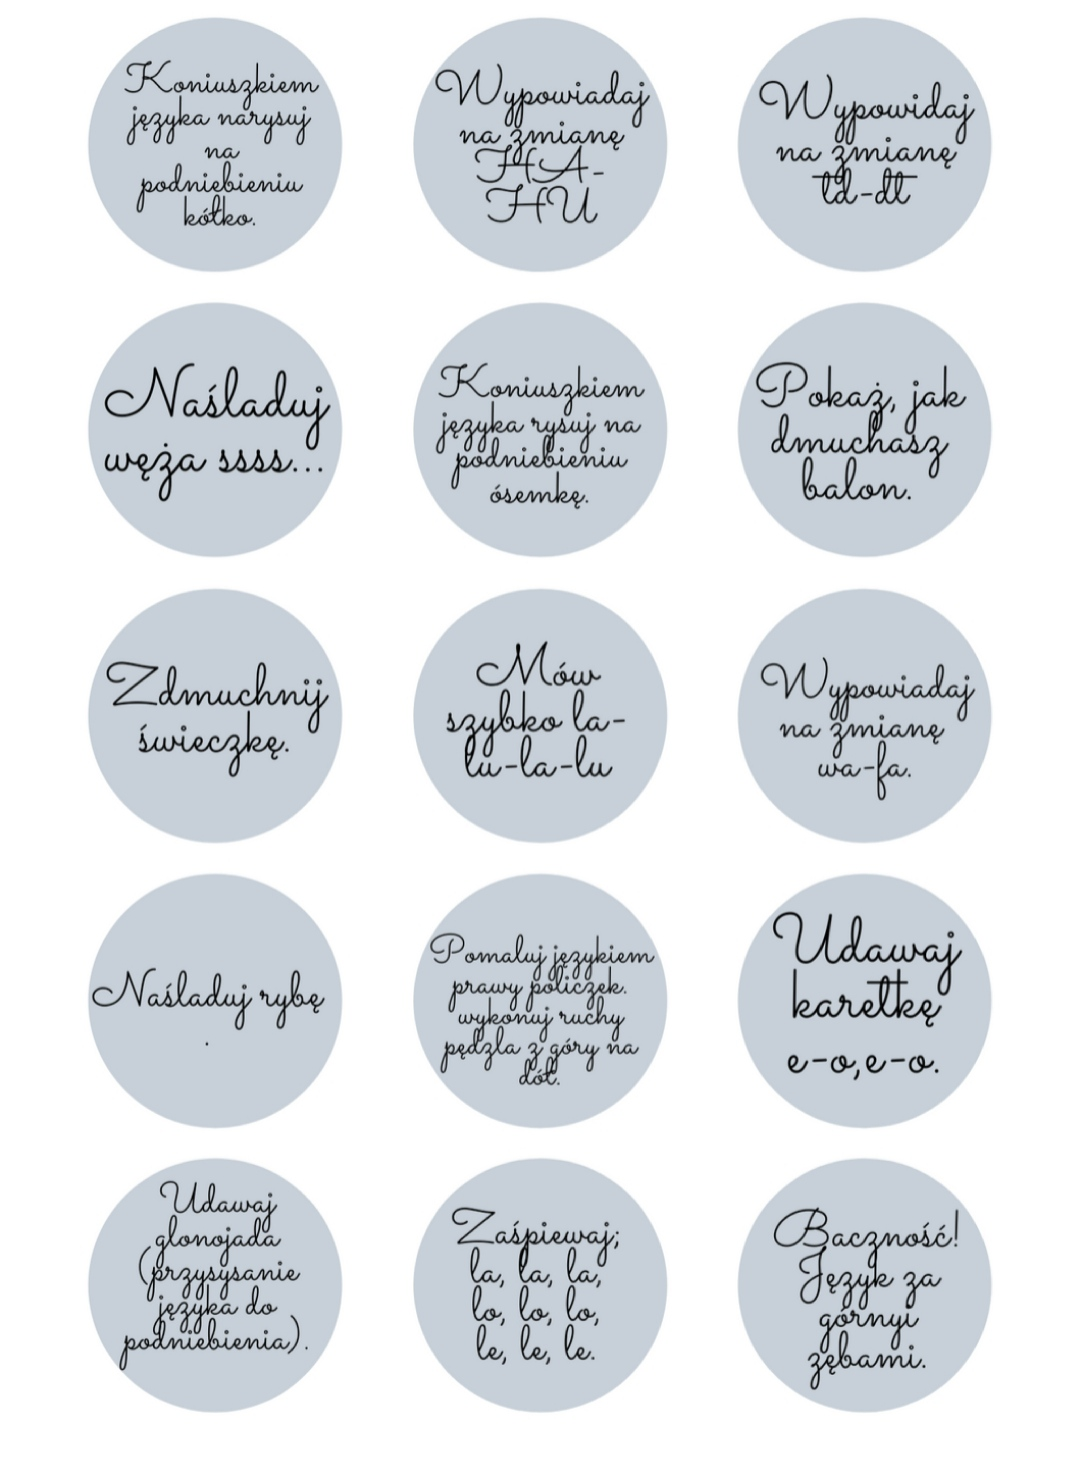 Koniuszkiem
języka narysuj
na
podniebieniu
kółko.
Wypowiadaj
na zmianę
HA-
HU
Wypowidaj
na zmianę
td-dt
Naśladuj
węża ssss...
Koniuszkiem
języka rysuj na
podniebieniu
ósemkę.
Pokaż, jak
dmuchasz
balon.
Zdmuchnij
świeczkę.
Mów
szybko la-
lu-la-lu
Wypowiadaj
na zmianę
wa-fa.
Naśladuj rybę
.
Pomaluj językiem
prawy policzek.
wykonuj ruchy
pędzla z góry na
dół.
Udawaj
karetkę
e-o,e-o.
Udawaj
glonojada
(przysysanie
języka do
podniebienia).
Zaśpiewaj;
la, la, la,
lo, lo, lo,
le, le, le.
Baczność!
Język za
górnyi
zębami.